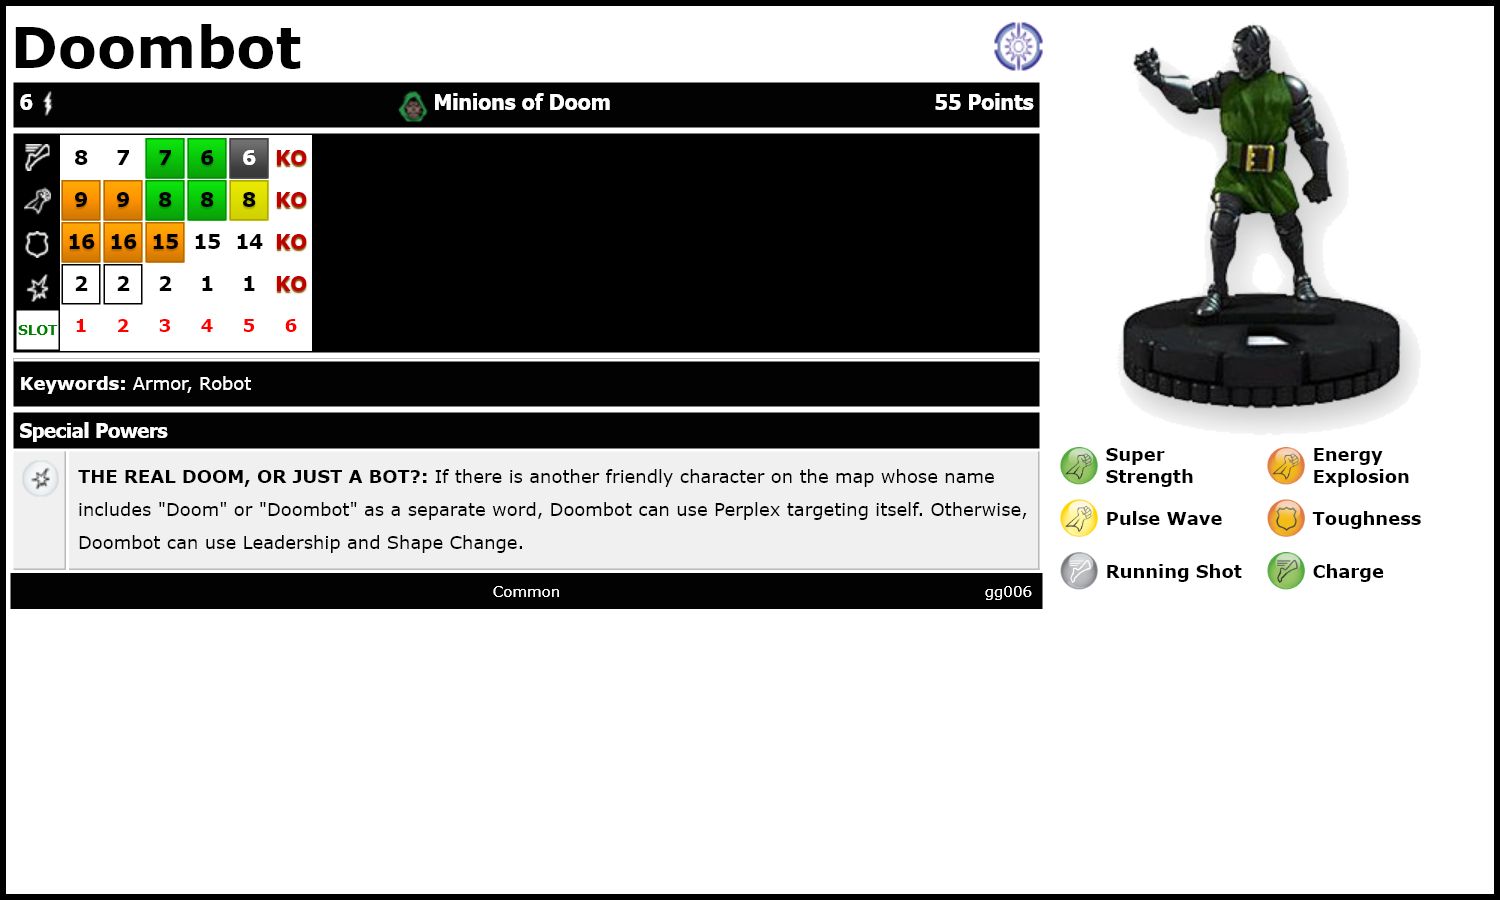 Doombot
6 Minions of Doom 55 Points
8 7 7 6 6 KO
9 9 8 8 8 KO
16 16 15 15 14 KO
2 2 2 1 1 KO
SLOT 1 2 3 4 5 6
Keywords: Armor, Robot
Special Powers
THE REAL DOOM, OR JUST A BOT?: If there is another friendly character on the map whose name
includes "Doom" or "Doombot" as a separate word, Doombot can use Perplex targeting itself. Otherwise,
Doombot can use Leadership and Shape Change.
Common gg006
Super
Strength
Energy
Explosion
Pulse Wave
Toughness
Running Shot
Charge